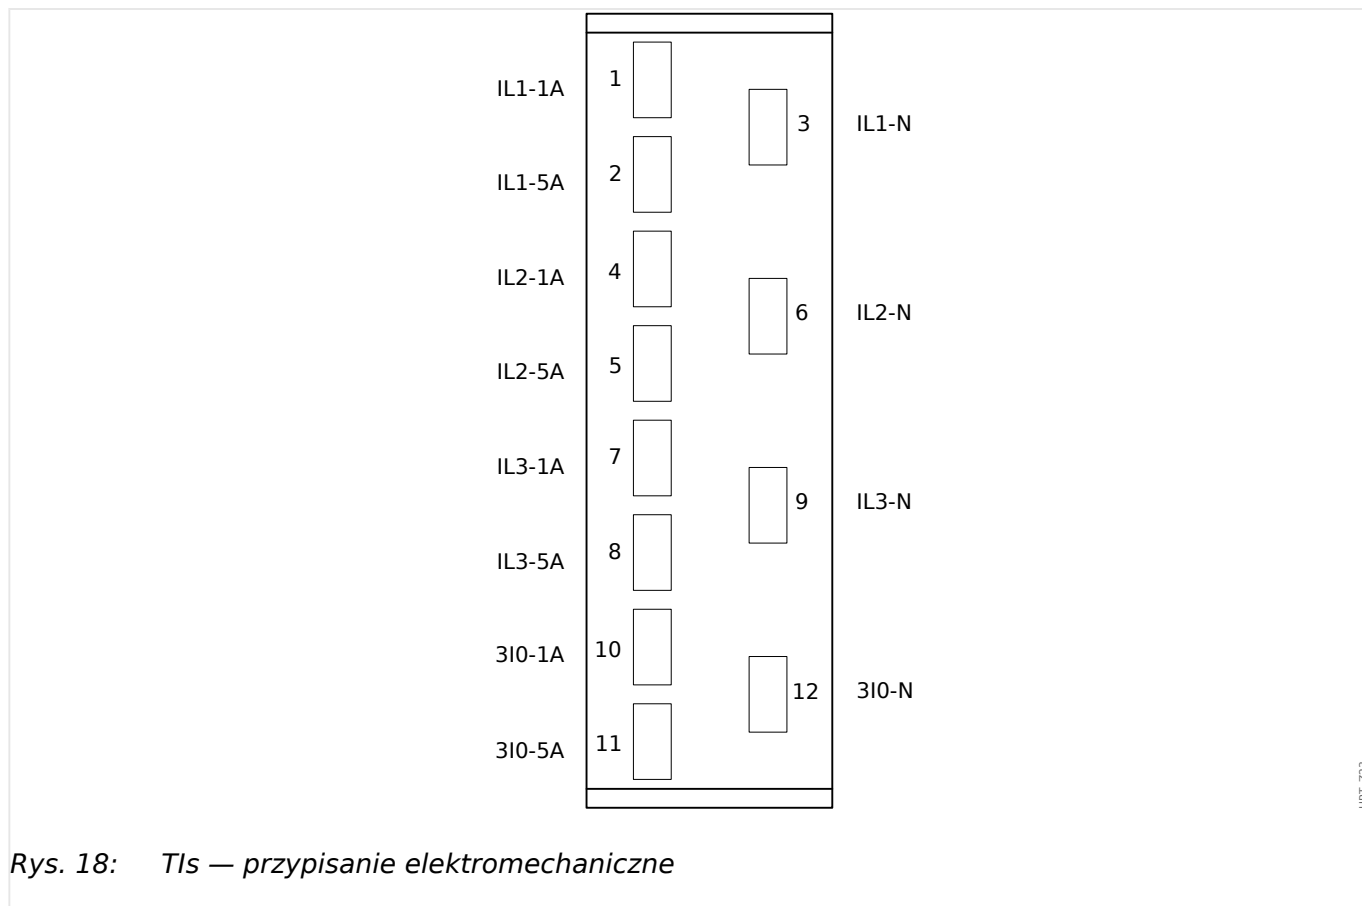 IL1-1A 1
3 IL1-N
IL1-5A 2
IL2-1A 4
6 IL2-N
IL2-5A 5
IL3-1A 7
9 IL3-N
IL3-5A 8
3I0-1A 10
12 3I0-N
3I0-5A 11
Rys. 18: TIs — przypisanie elektromechaniczne